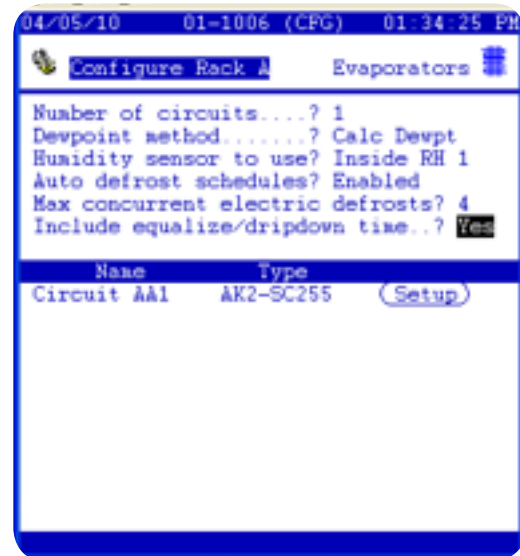 04/05/10 01-1006 (CFG) 01:34:25 PM
Configure Rack A Evaporators
Number of circuits....? 1
Dewpoint method.......? Calc Dewpt
Humidity sensor to use? Inside RH 1
Auto defrost schedules? Enabled
Max concurrent electric defrosts? 4
Include equalize/dripdown time..? Yes
Name Type
Circuit AA1 AK2-SC255 (Setup)